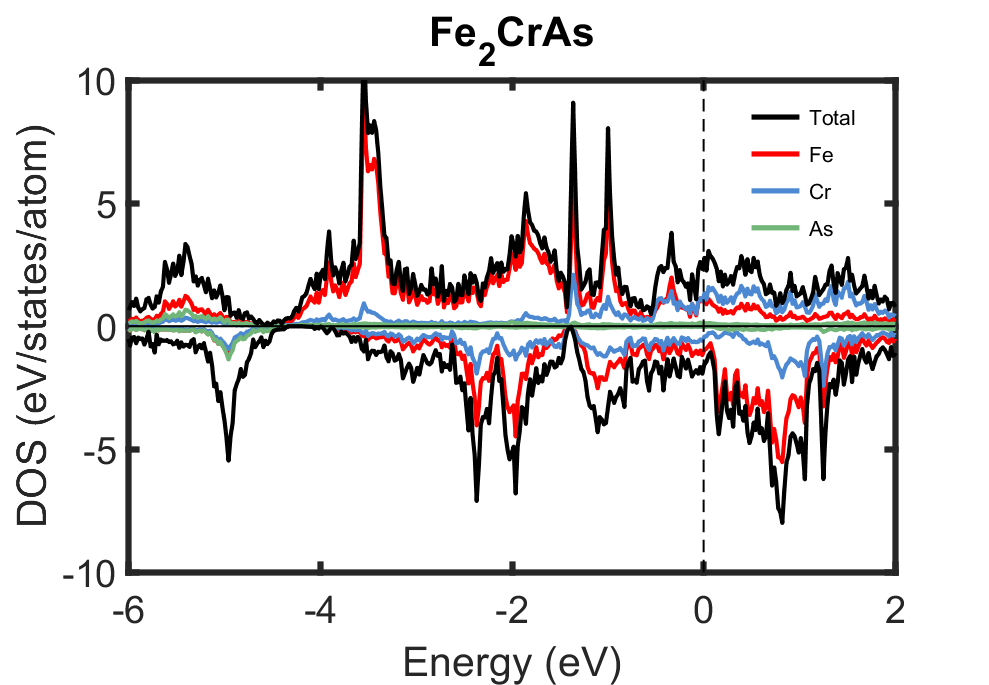 Fe₂CrAs
10
5
0
-5
-10
DOS (eV/states/atom)
Total
Fe
Cr
As
-6 -4 -2 0 2
Energy (eV)